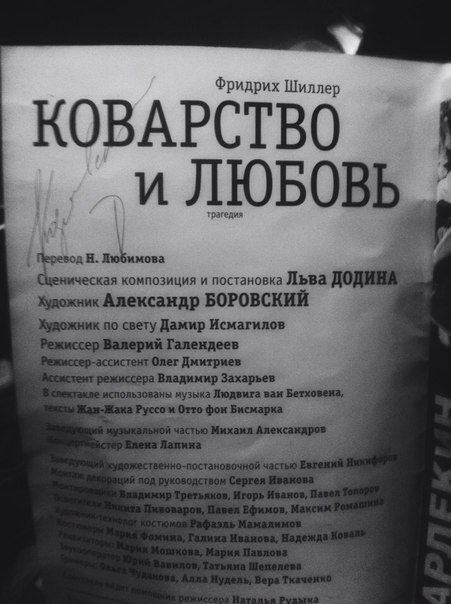 Фридрих Шиллер
КОВАРСТВО
и ЛЮБОВЬ
трагедия
Перевод Н. Любимова
Сценическая композиция и постановка Льва ДОДИНА
Художник Александр БОРОВСКИЙ
Художник по свету Дамир Исмагилов
Режиссер Валерий Галендеев
Режиссер-ассистент Олег Дмитриев
Ассистент режиссера Владимир Захарьев
В спектакле использованы музыка Людвига ван Бетховена,
тексты Жан-Жака Руссо и Отто фон Бисмарка
Заведующий музыкальной частью Михаил Александров
Концертмейстер Елена Лапина
Заведующий художественно-постановочной частью Евгений Никифоров
Монтаж декораций под руководством Сергея Иванова
Монтировщики Владимир Третьяков, Игорь Иванов, Павел Топоров
Осветители Никита Пивоваров, Павел Ефимов, Максим Ромашин
Художник-технолог костюмов Рафаэль Мамалимов
Костюмеры Мария Фомина, Галина Иванова, Надежда Коваль
Реквизиторы: Мария Мошкова, Мария Павлова
Звукооператор Юрий Вавилов, Татьяна Шепелева
Гримеры: Ольга Чудакова, Алла Нудель, Вера Ткаченко
Спектакль ведет помощник режиссера Наталья Рудыка
АРЛЕКИН